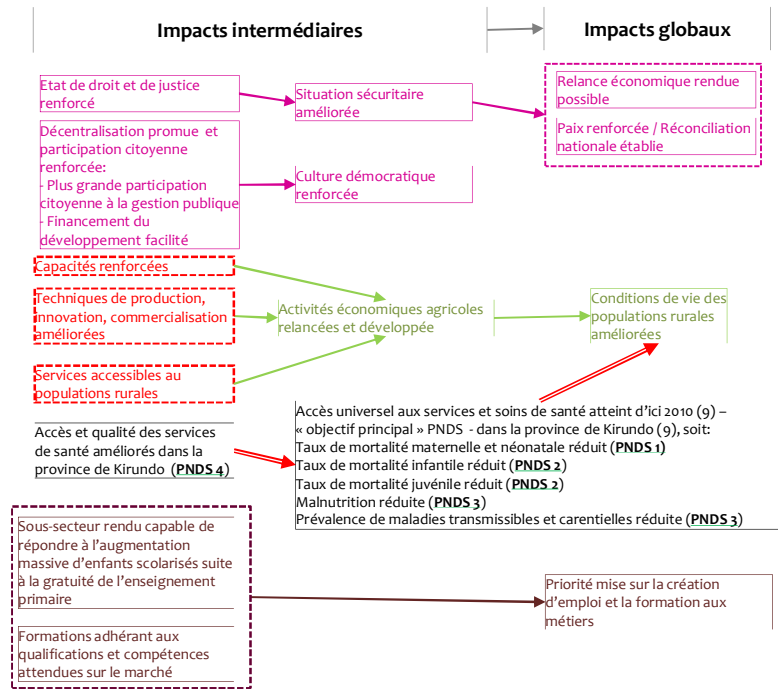 Impacts intermédiaires
Impacts globaux
Etat de droit et de justice
renforcé
Situation sécuritaire
améliorée
Relance économique rendue
possible
Paix renforcée / Réconciliation
nationale établie
Décentralisation promue et
participation citoyenne
renforcée:
- Plus grande participation
citoyenne à la gestion publique
- Financement du
développement facilité
Culture démocratique
renforcée
Capacités renforcées
Techniques de production,
innovation, commercialisation
améliorées
Services accessibles au
populations rurales
Activités économiques agricoles
relancées et développée
Conditions de vie des
populations rurales
améliorées
Accès et qualité des services
de santé améliorés dans la
province de Kirundo (PNDS 4)
Accès universel aux services et soins de santé atteint d'ici 2010 (9) –
« objectif principal » PNDS - dans la province de Kirundo (9), soit:
Taux de mortalité maternelle et néonatale réduit (PNDS 1)
Taux de mortalité infantile réduit (PNDS 2)
Taux de mortalité juvénile réduit (PNDS 2)
Malnutrition réduite (PNDS 3)
Prévalence de maladies transmissibles et carentielles réduite (PNDS 3)
Sous-secteur rendu capable de
répondre à l'augmentation
massive d'enfants scolarisés suite
à la gratuité de l'enseignement
primaire
Formations adhérant aux
qualifications et compétences
attendues sur le marché
Priorité mise sur la création
d'emploi et la formation aux
métiers